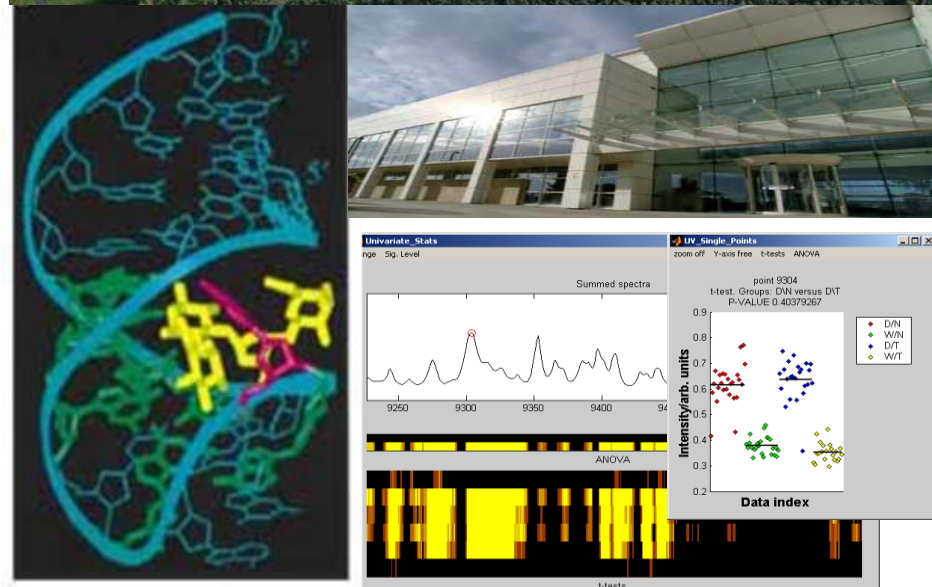 3'
5'
Univariate_Stats
nge Sig. Level
Summed spectra
9250 9300 9350 9400 94
ANOVA
t-tests
UV_Single_Points
zoom off Y-axis free t-tests ANOVA
point 9304
t-test. Groups: D\N versus D\T
P-VALUE 0.40379267
0.9
0.8
0.7
0.6
0.5
0.4
0.3
0.2
Intensity/arb. units
Data index
D/N
W/N
D/T
W/T